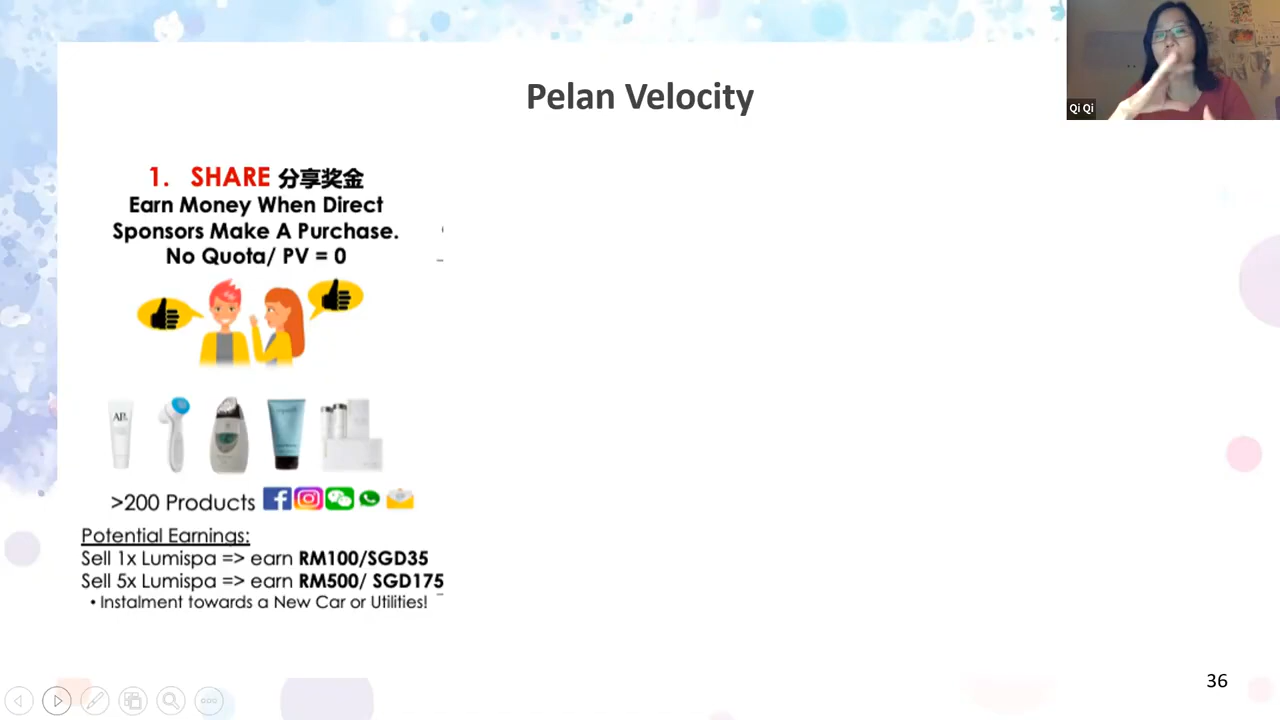 Pelan Velocity
Qi Qi
1. SHARE 分享奖金
Earn Money When Direct
Sponsors Make A Purchase.
No Quota/ PV = 0
AP
>200 Products
Potential Earnings:
Sell 1x Lumispa => earn RM100/SGD35
Sell 5x Lumispa => earn RM500/ SGD175
• Instalment towards a New Car or Utilities!
36